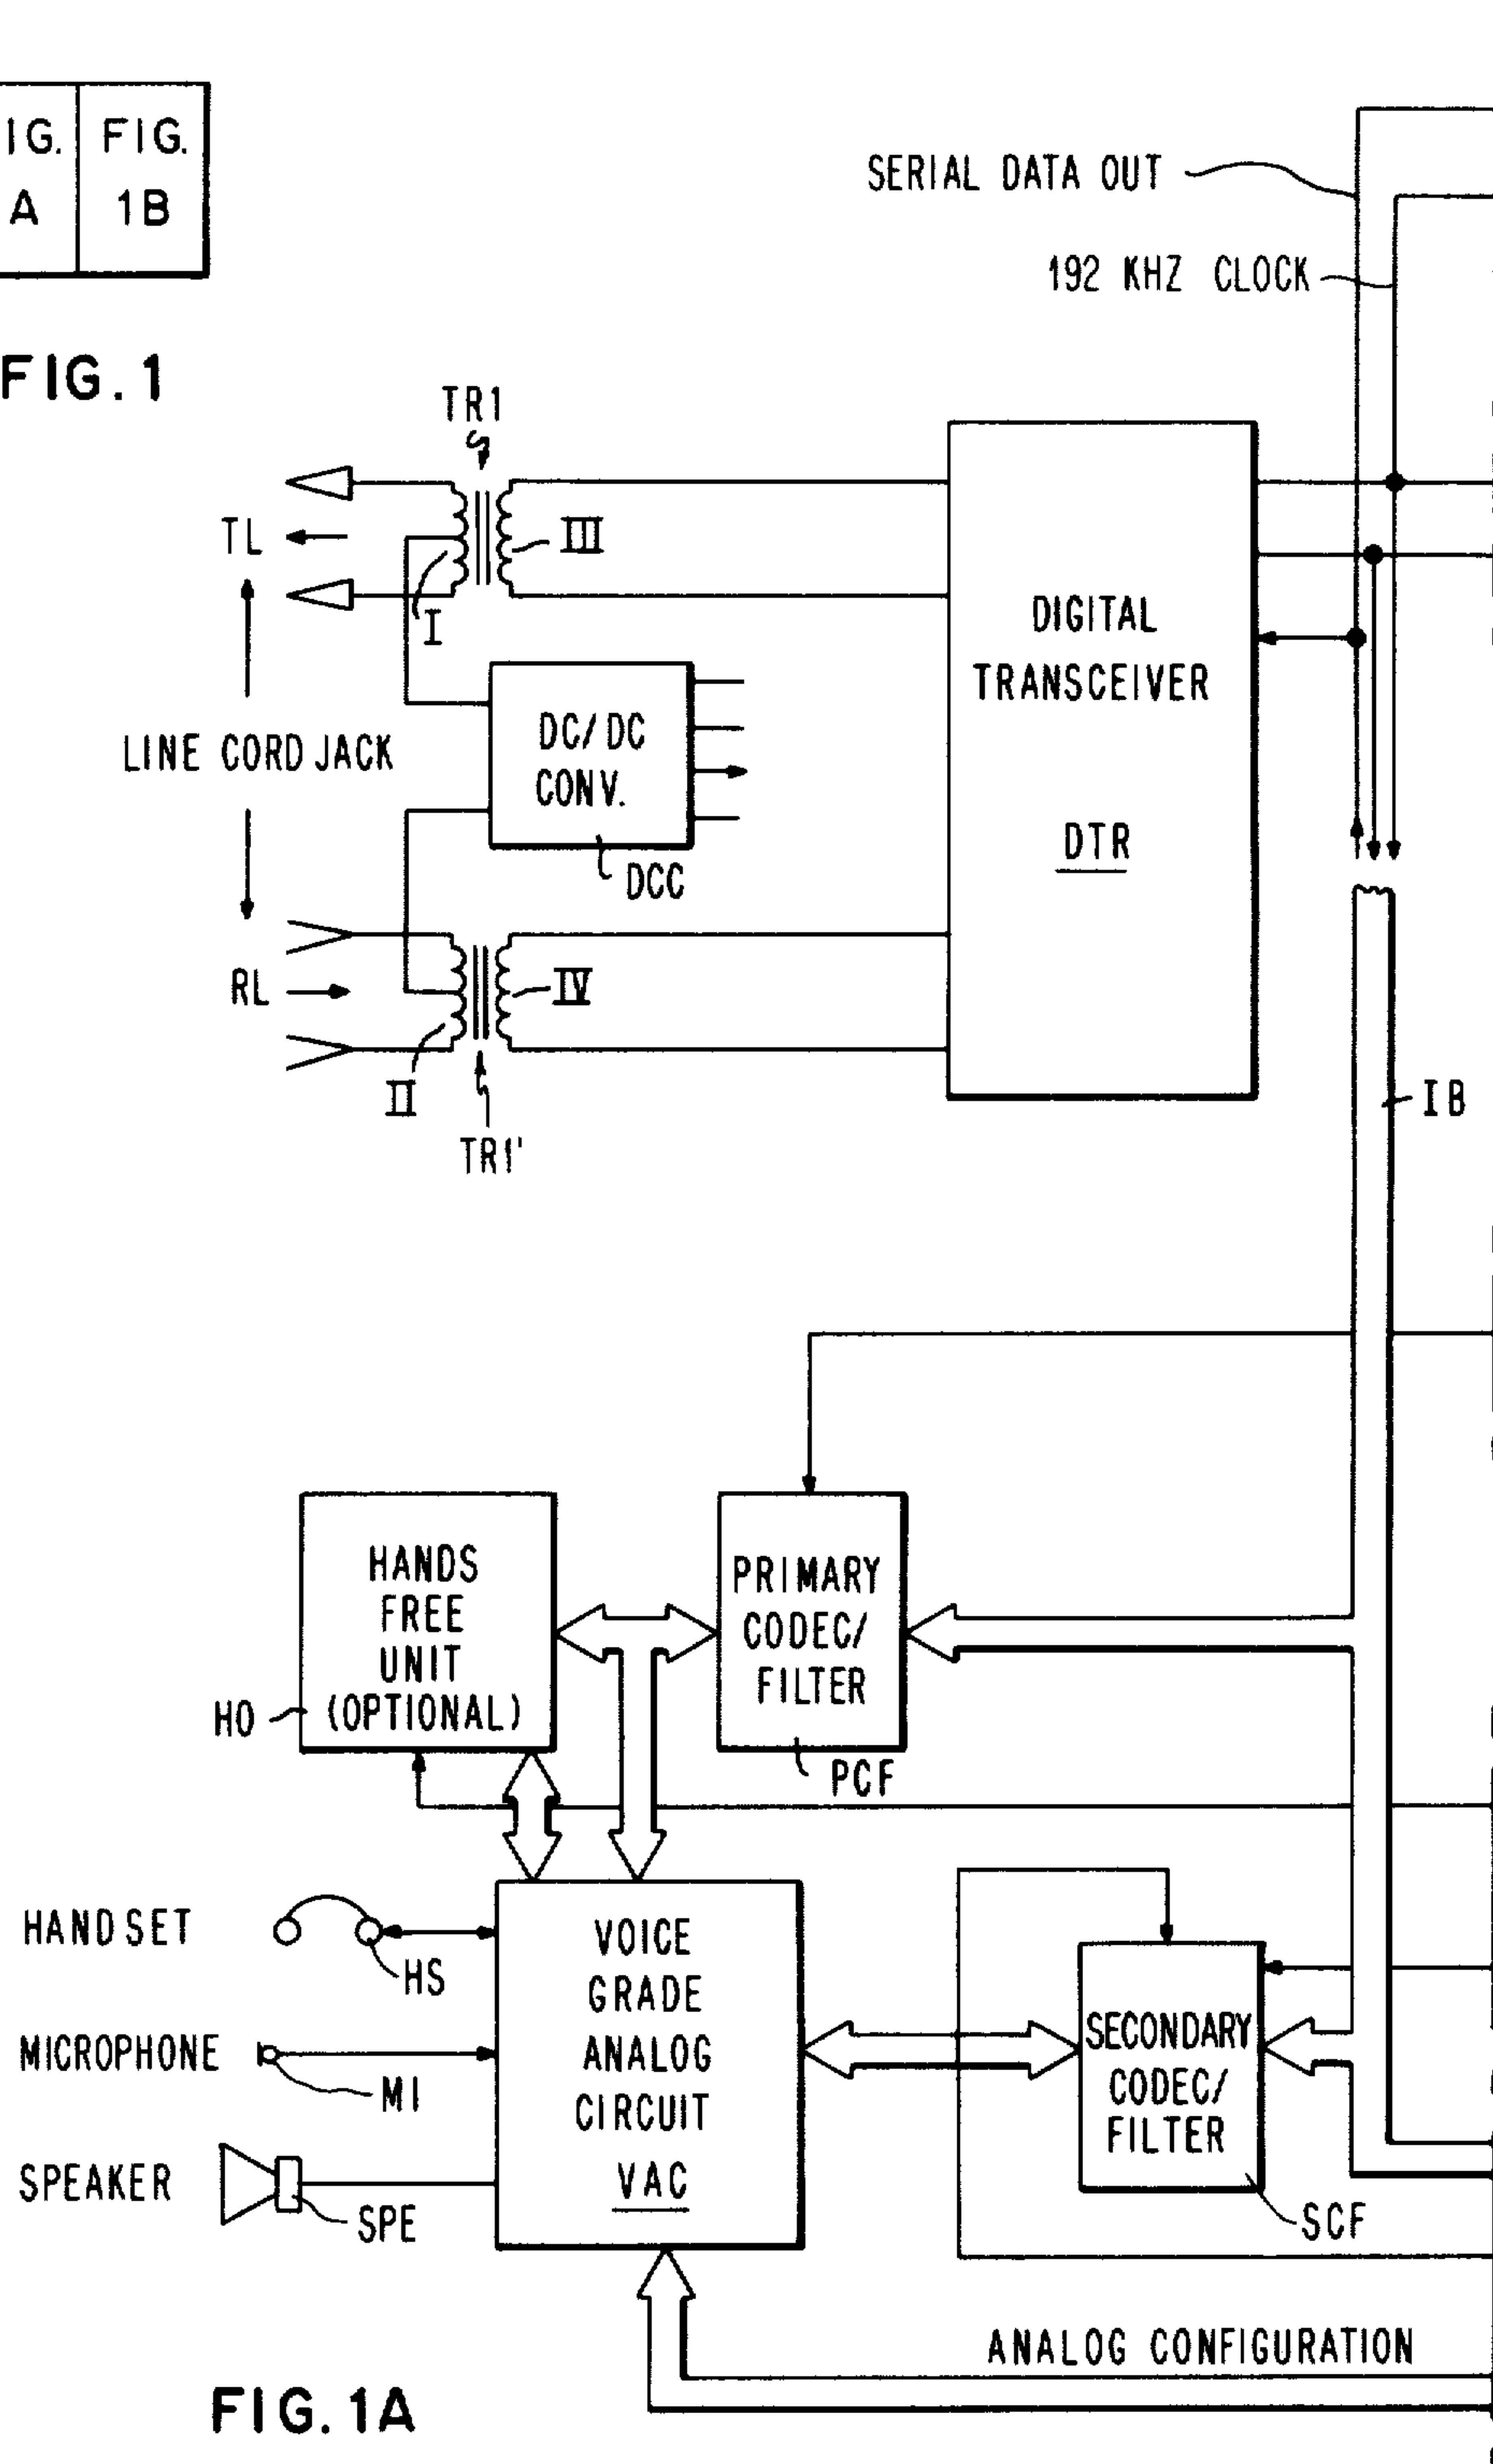 IG. FIG.
A 1B
FIG. 1
SERIAL DATA OUT
192 KHZ CLOCK
TR1
TL
III
I
DIGITAL
TRANSCEIVER
DTR
LINE CORD JACK
DC/DC
CONV.
DCC
RL
IV
II
TR1'
IB
HANDS
FREE
UNIT
(OPTIONAL)
HO
PRIMARY
CODEC/
FILTER
PCF
HANDSET
HS
MICROPHONE
MI
SPEAKER
SPE
VOICE
GRADE
ANALOG
CIRCUIT
VAC
SECONDARY
CODEC/
FILTER
SCF
ANALOG CONFIGURATION
FIG. 1A